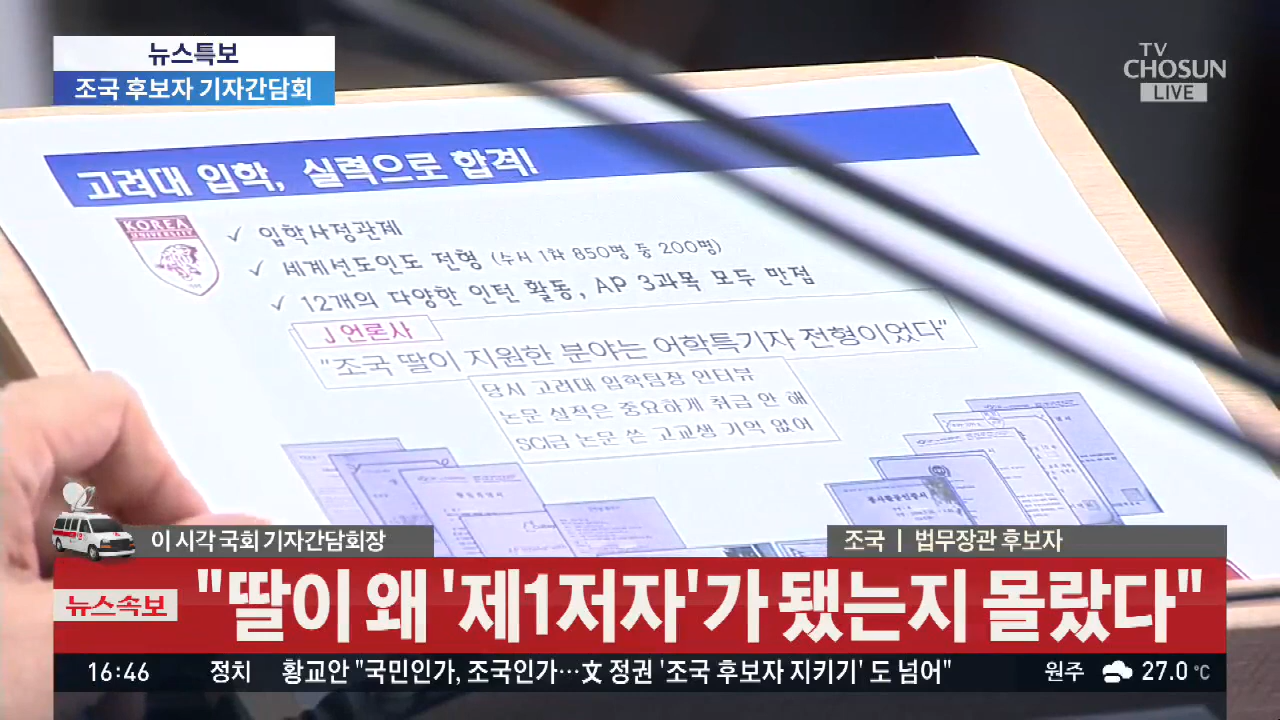 뉴스특보
조국 후보자 기자간담회
TV
CHOSUN
LIVE
고려대 입학, 실력으로 합격!
KOREA
UNIVERSITY
✓ 입학사정관제
✓ 세계선도인도 전형 (수시 1차 850명 중 200명)
✓ 12개의 다양한 인턴 활동, AP 3과목 모두 만점
J 언론사
"조국 딸이 지원한 분야는 어학특기자 전형이었다"
당시 고려대 입학팀장 인터뷰
논문 실적은 중요하게 취급 안 해
SCI급 논문 쓴 고교생 기억 없어
이 시각 국회 기자간담회장
조국 | 법무장관 후보자
뉴스속보
"딸이 왜 '제1저자'가 됐는지 몰랐다"
16:46 정치 황교안 "국민인가, 조국인가…文 정권 '조국 후보자 지키기' 도 넘어" 원주 27.0 ℃